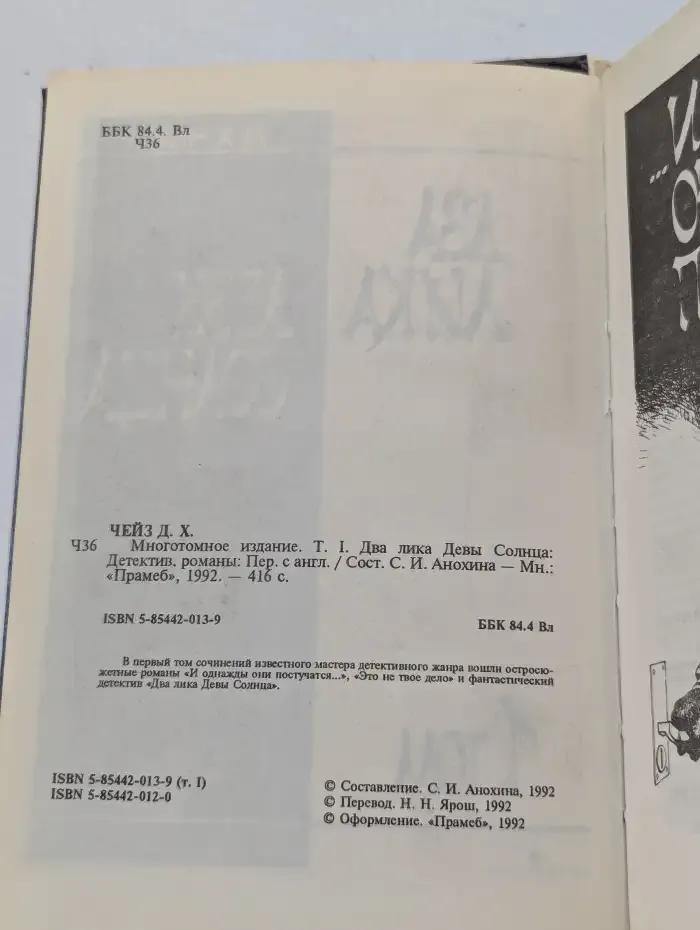 ББК 84.4. Вл
Ч36
ЧЕЙЗ Д. Х.
Ч36 Многотомное издание. Т. I. Два лика Девы Солнца:
Детектив. романы: Пер. с англ. / Сост. С. И. Анохина — Мн.:
«Прамеб», 1992. — 416 с.
ISBN 5-85442-013-9
ББК 84.4 Вл
В первый том сочинений известного мастера детективного жанра вошли остросю-
жетные романы «И однажды они постучатся...», «Это не твое дело» и фантастический
детектив «Два лика Девы Солнца».
ISBN 5-85442-013-9 (т. I)
ISBN 5-85442-012-0
© Составление. С. И. Анохина, 1992
© Перевод. Н. Н. Ярош, 1992
© Оформление. «Прамеб», 1992